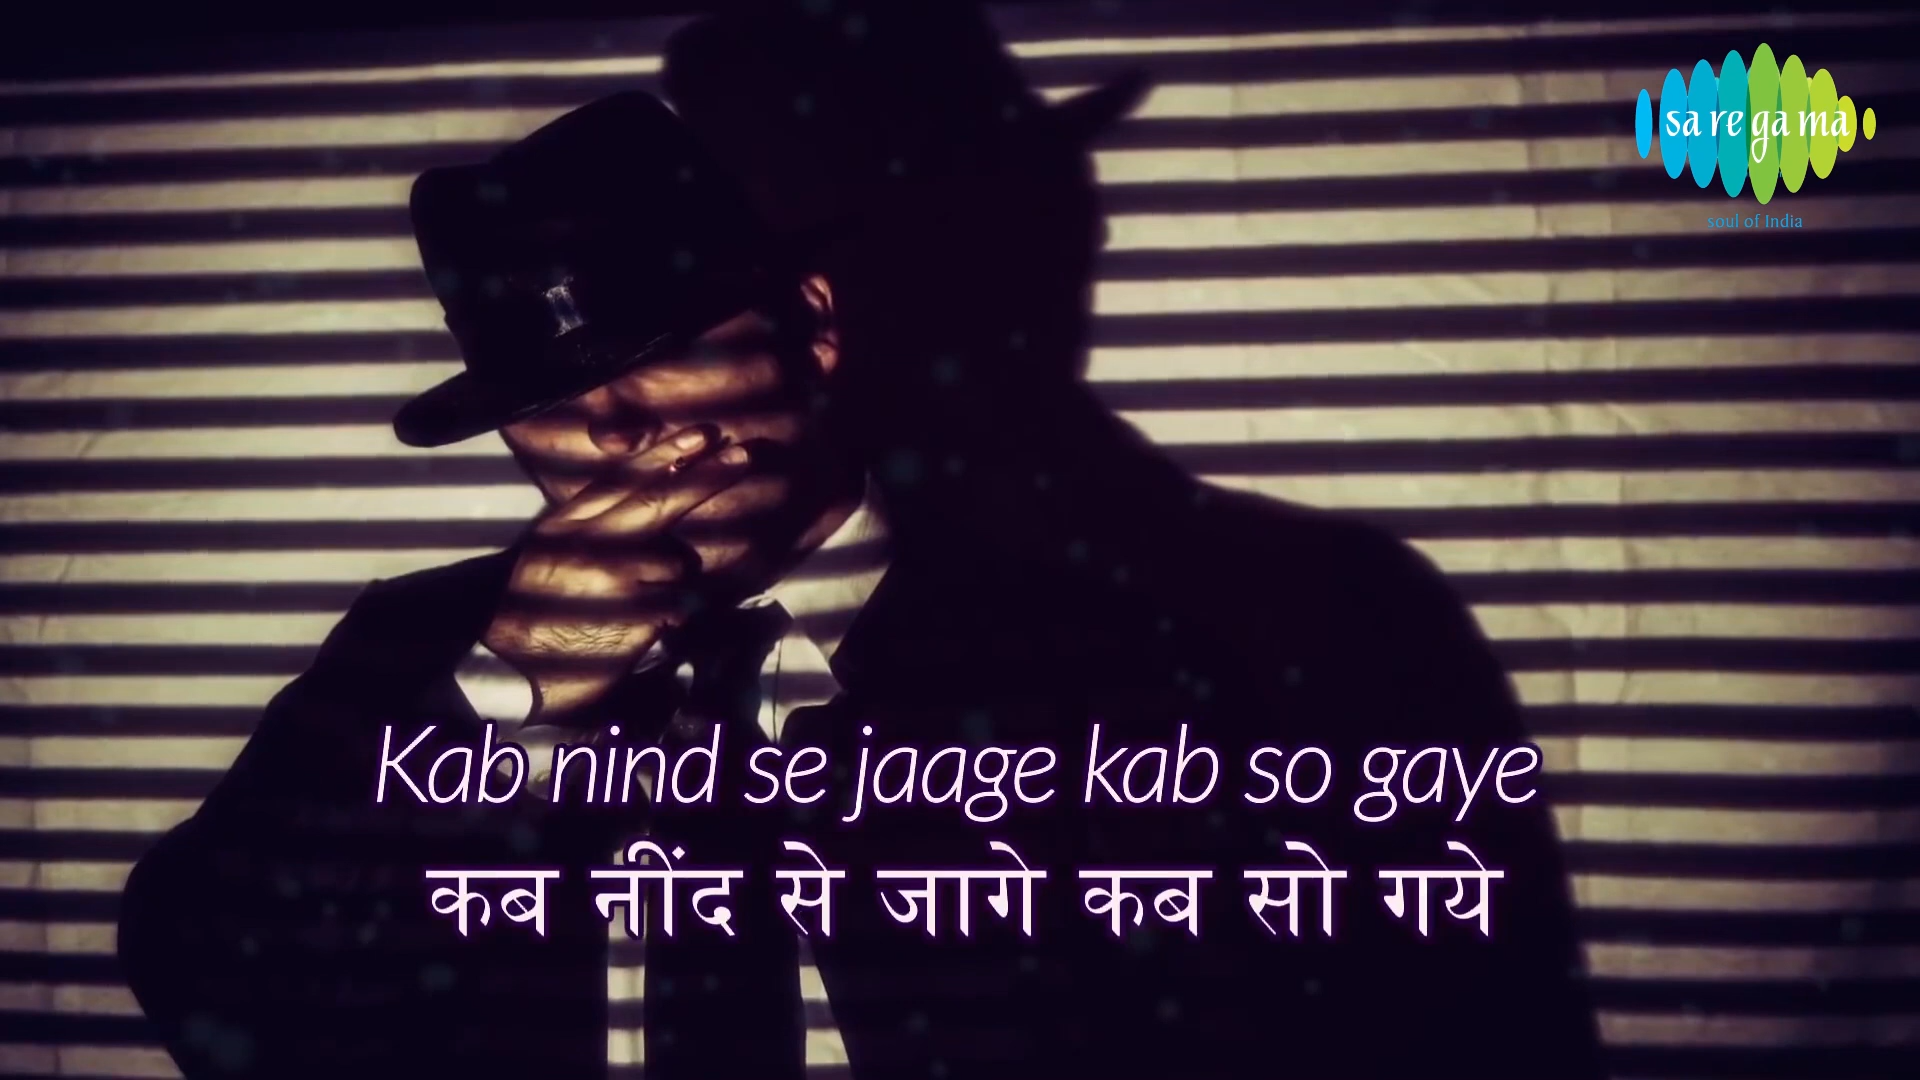 sa re ga ma
soul of India
Kab nind se jaage kab so gaye
कब नींद से जागे कब सो गये